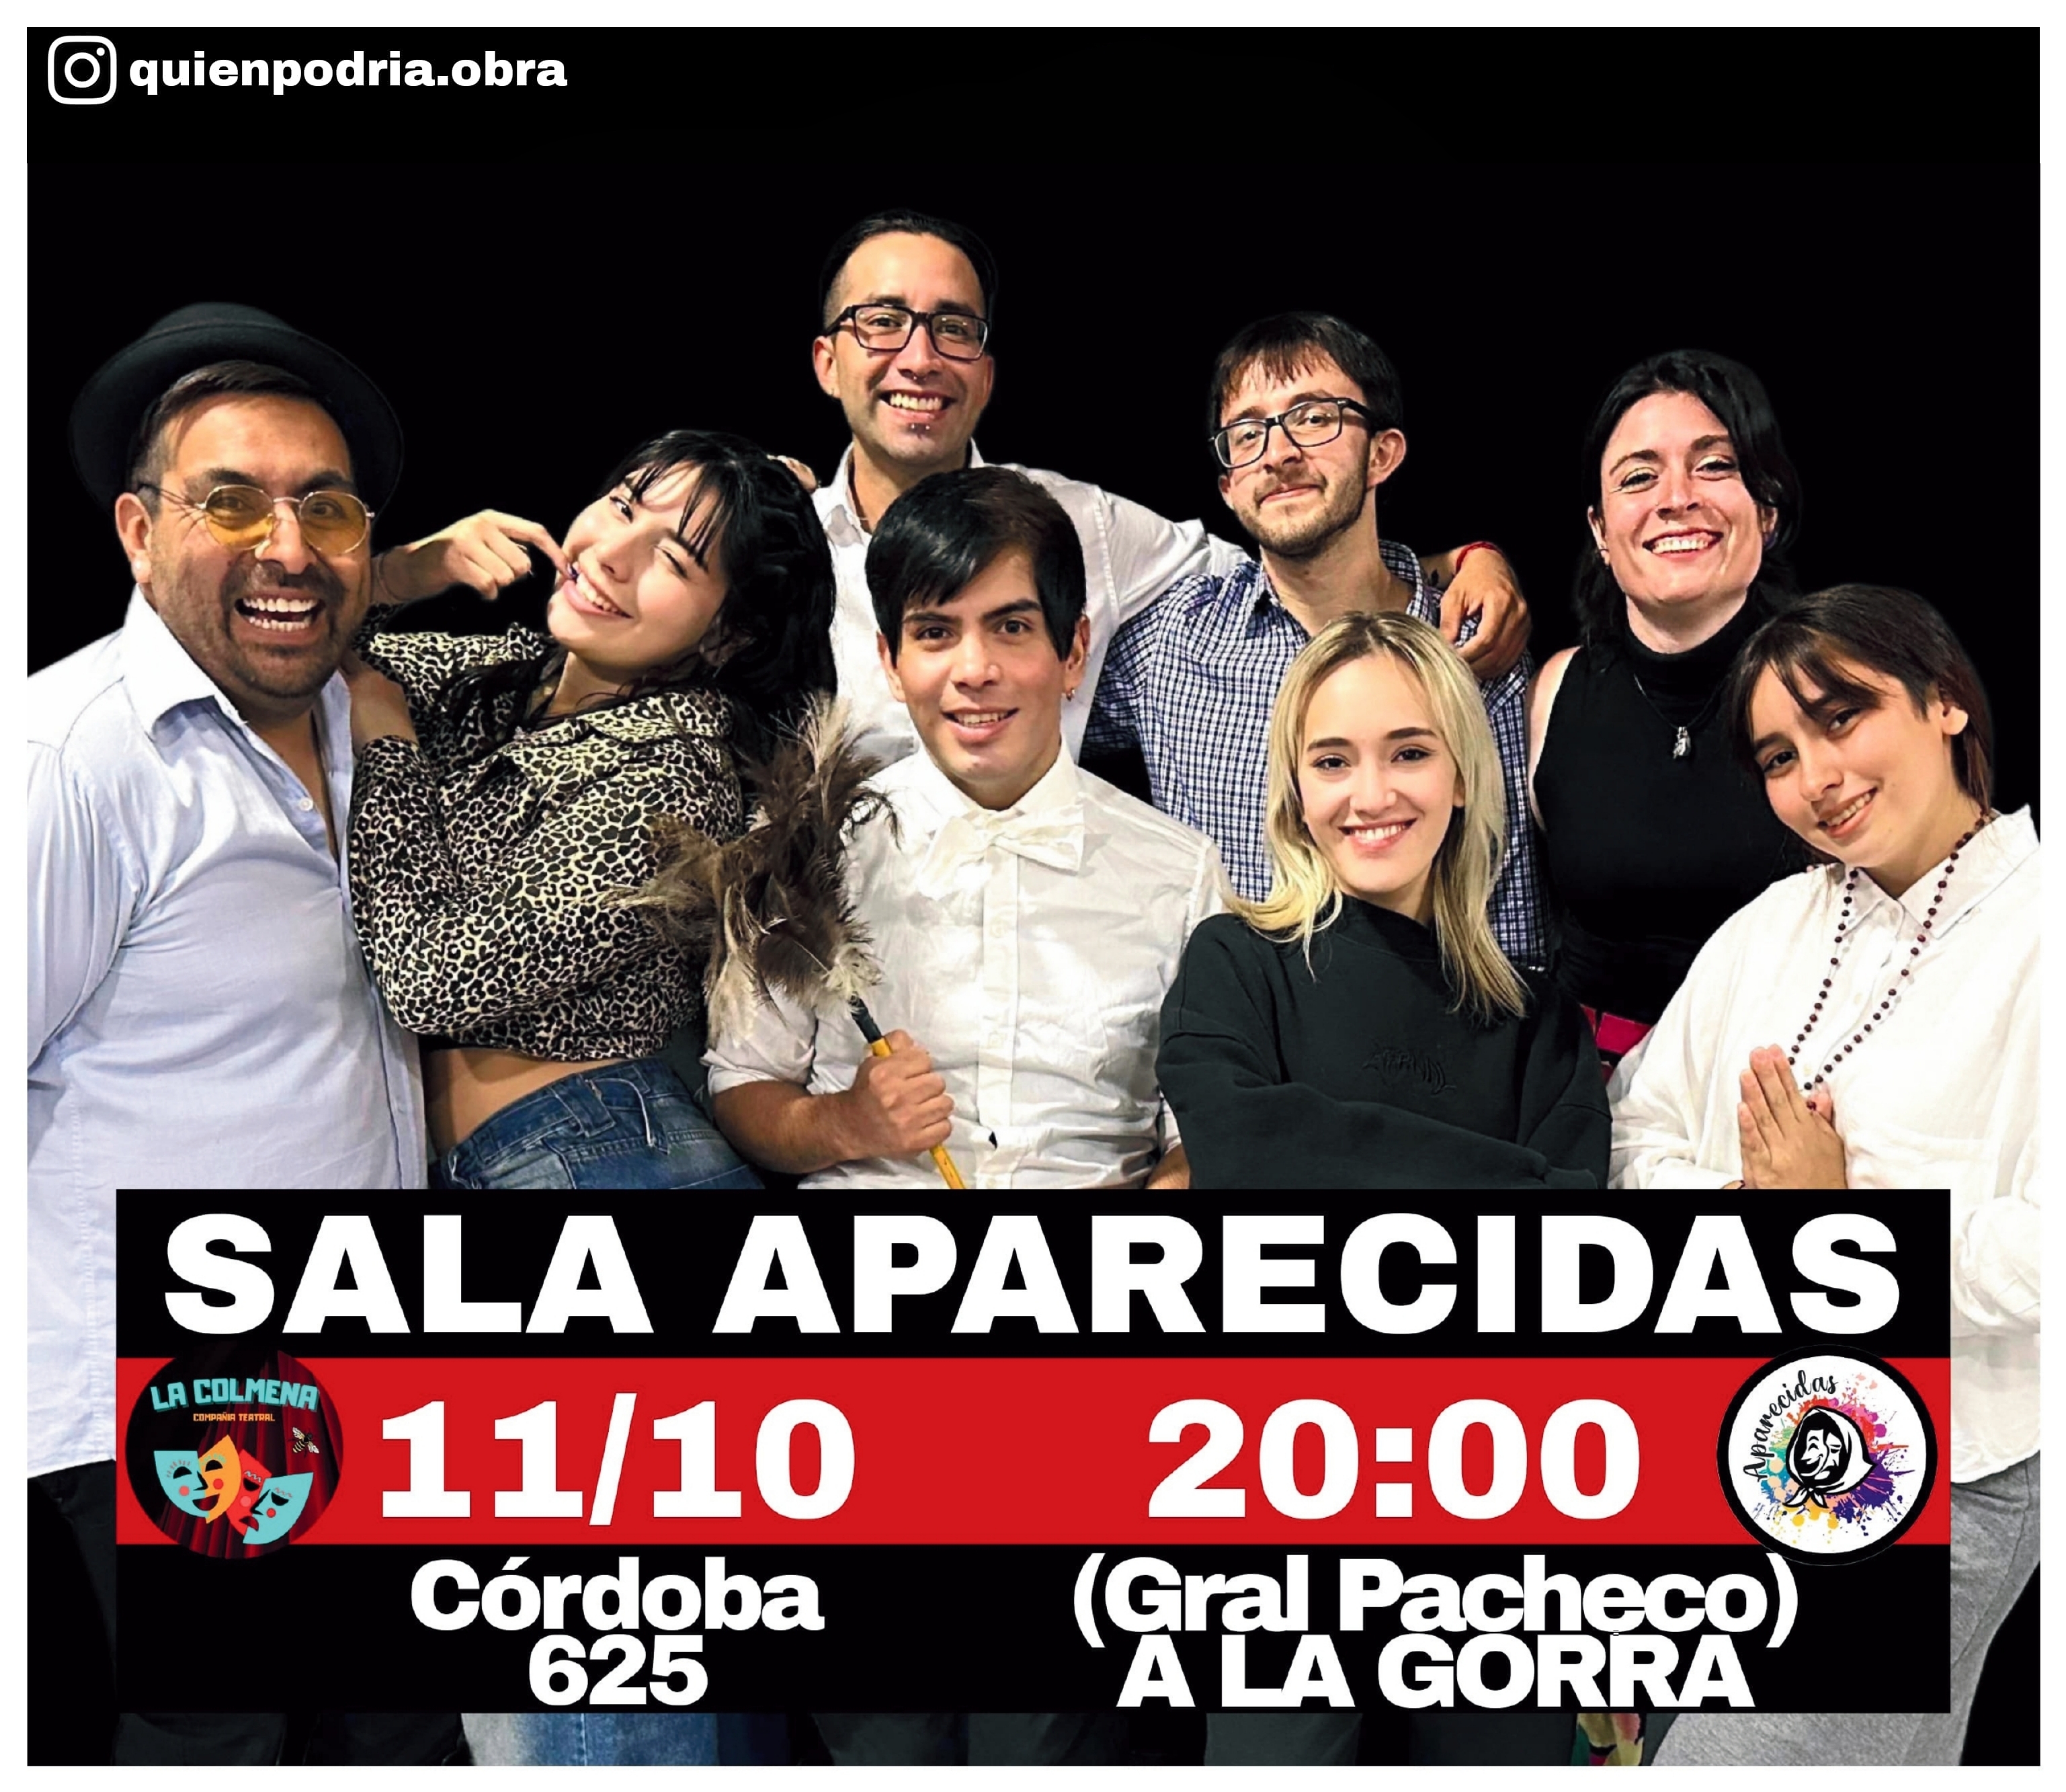 quienpodria.obra
SALA APARECIDAS
LA COLMENA
COMPAÑIA TEATRAL
11/10
20:00
Aparecidas
Córdoba
625
(Gral Pacheco)
A LA GORRA